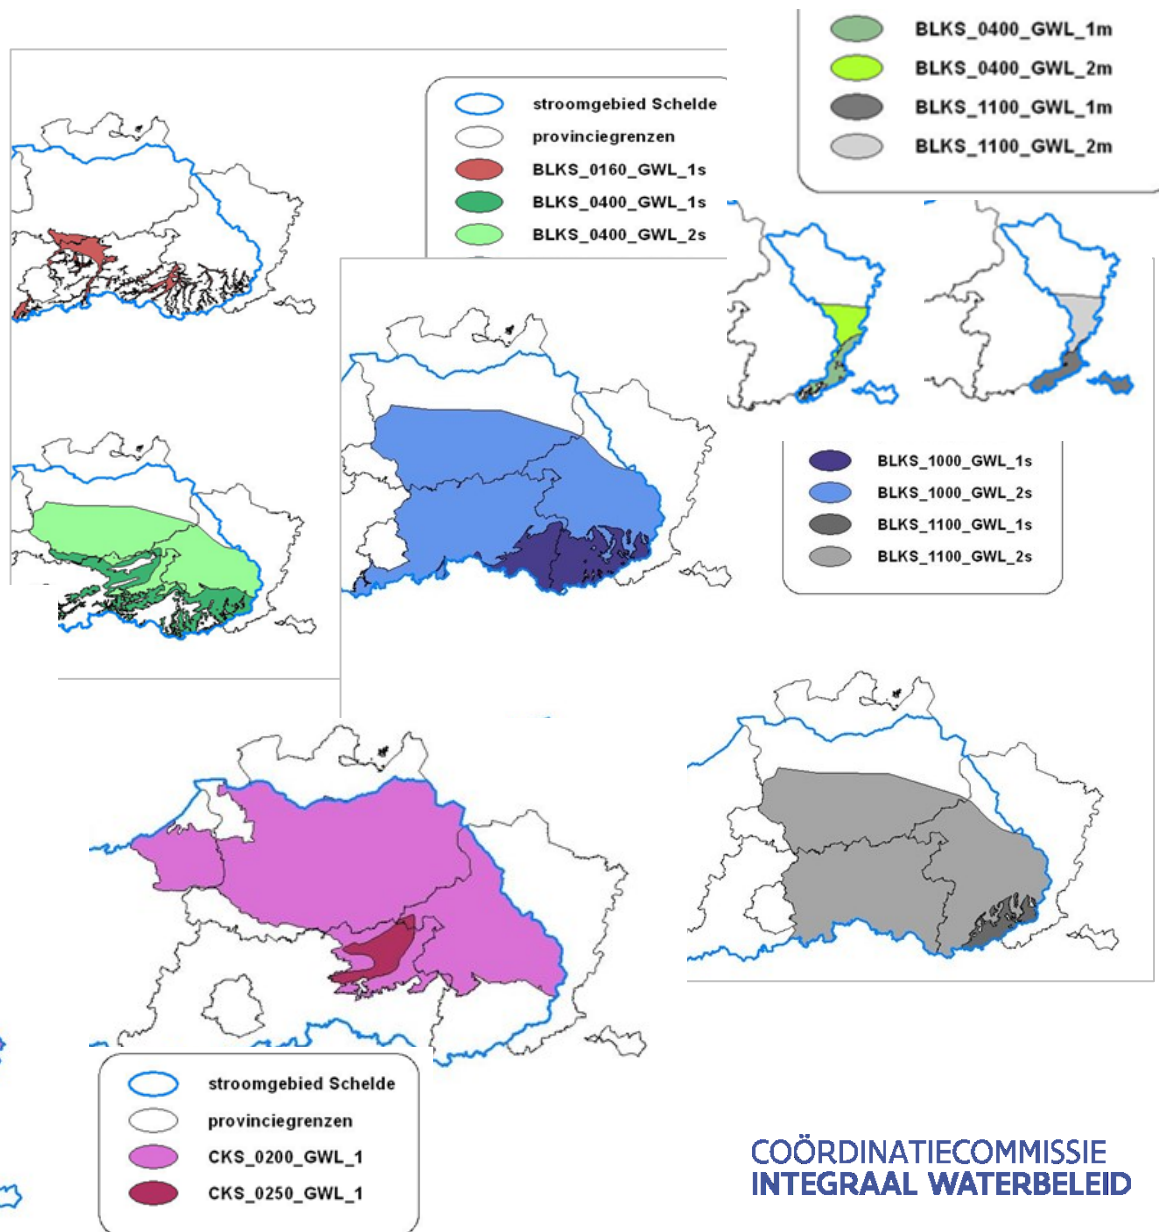 BLKS_0400_GWL_1m
BLKS_0400_GWL_2m
BLKS_1100_GWL_1m
BLKS_1100_GWL_2m
stroomgebied Schelde
provinciegrenzen
BLKS_0160_GWL_1s
BLKS_0400_GWL_1s
BLKS_0400_GWL_2s
BLKS_1000_GWL_1s
BLKS_1000_GWL_2s
BLKS_1100_GWL_1s
BLKS_1100_GWL_2s
stroomgebied Schelde
provinciegrenzen
CKS_0200_GWL_1
CKS_0250_GWL_1
COÖRDINATIECOMMISSIE
INTEGRAAL WATERBELEID